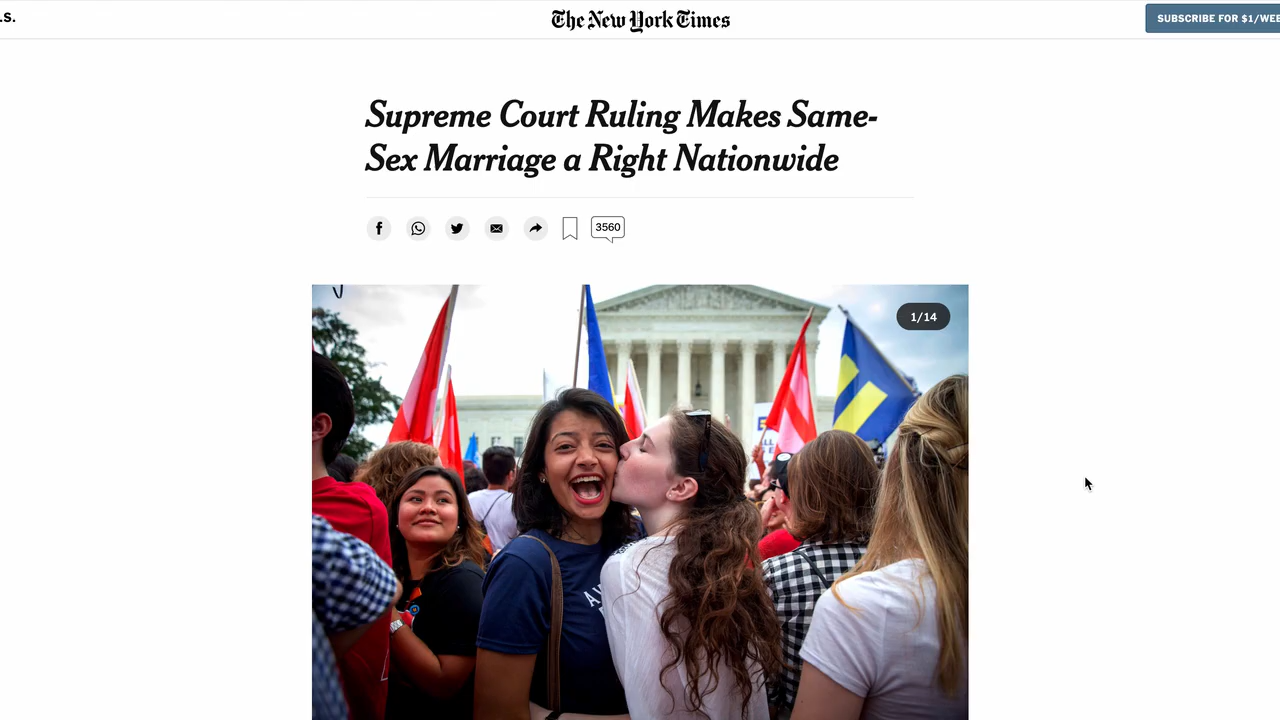 .S.
The New York Times
SUBSCRIBE FOR $1/WEE
Supreme Court Ruling Makes Same-
Sex Marriage a Right Nationwide
3560
1/14